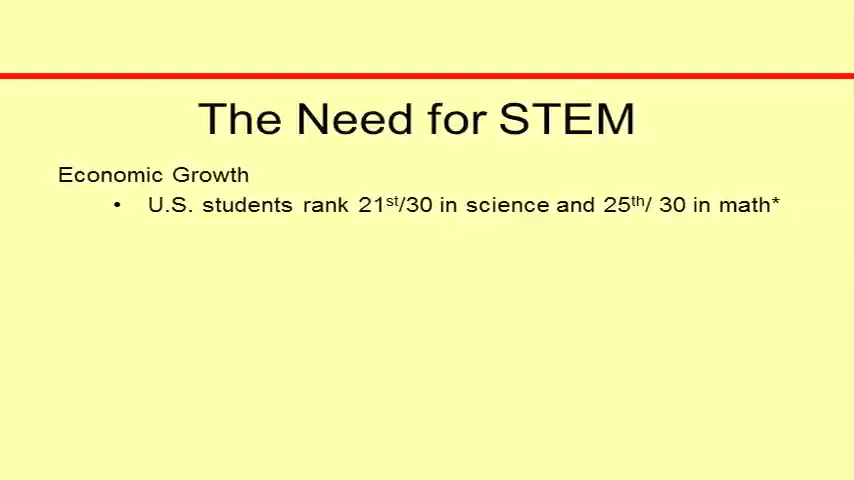 The Need for STEM
Economic Growth
• U.S. students rank 21st/30 in science and 25th/ 30 in math*